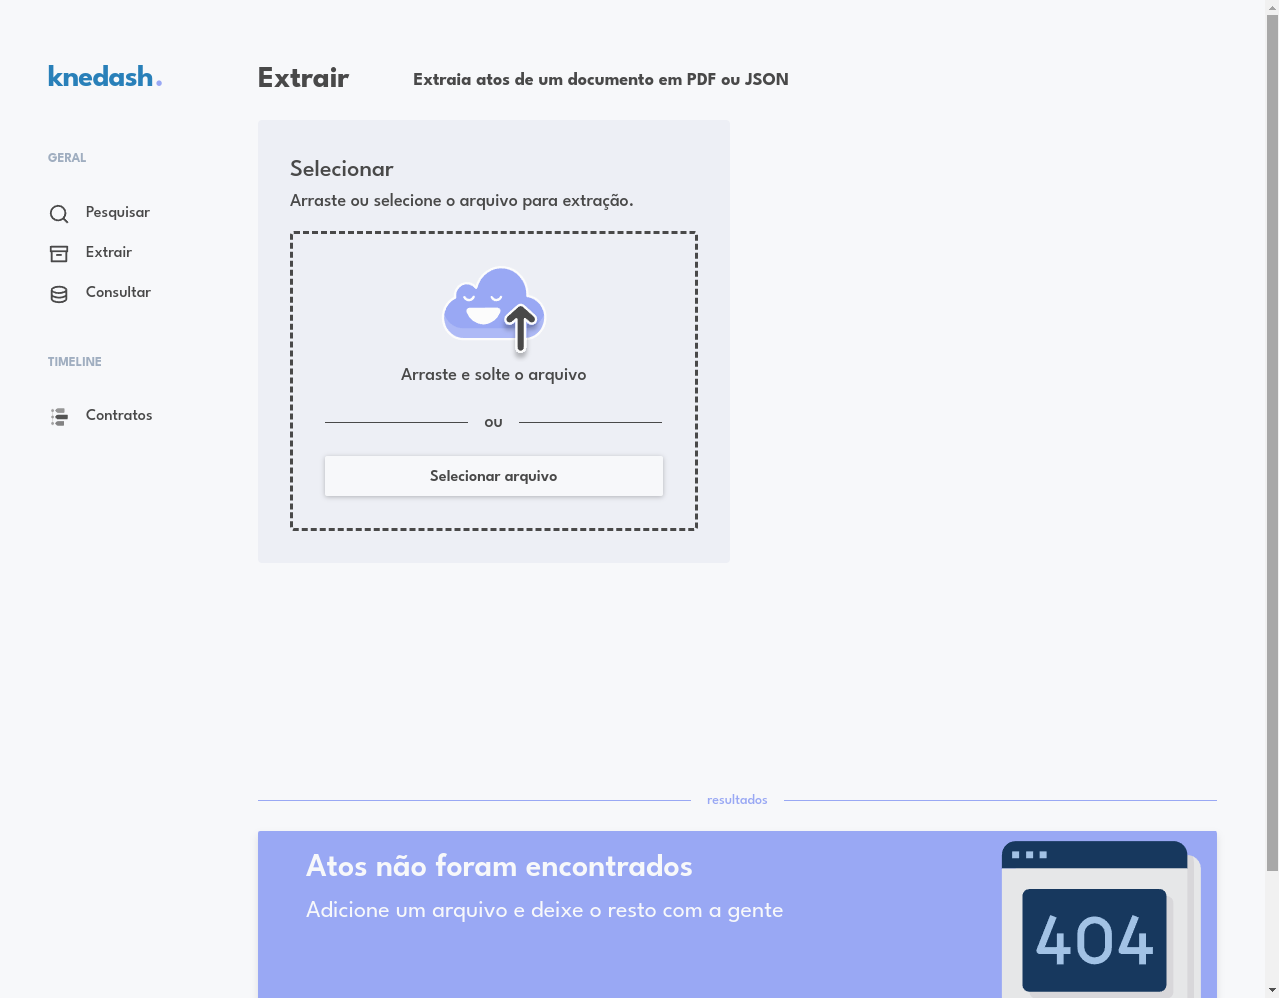 knedash.
GERAL
Pesquisar
Extrair
Consultar
TIMELINE
Contratos
Extrair
Extraia atos de um documento em PDF ou JSON
Selecionar
Arraste ou selecione o arquivo para extração.
Arraste e solte o arquivo
ou
Selecionar arquivo
resultados
Atos não foram encontrados
Adicione um arquivo e deixe o resto com a gente
404